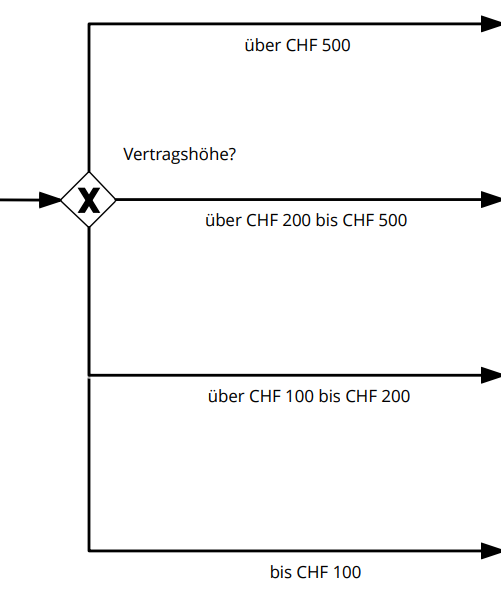 über CHF 500
Vertragshöhe?
X
über CHF 200 bis CHF 500
über CHF 100 bis CHF 200
bis CHF 100